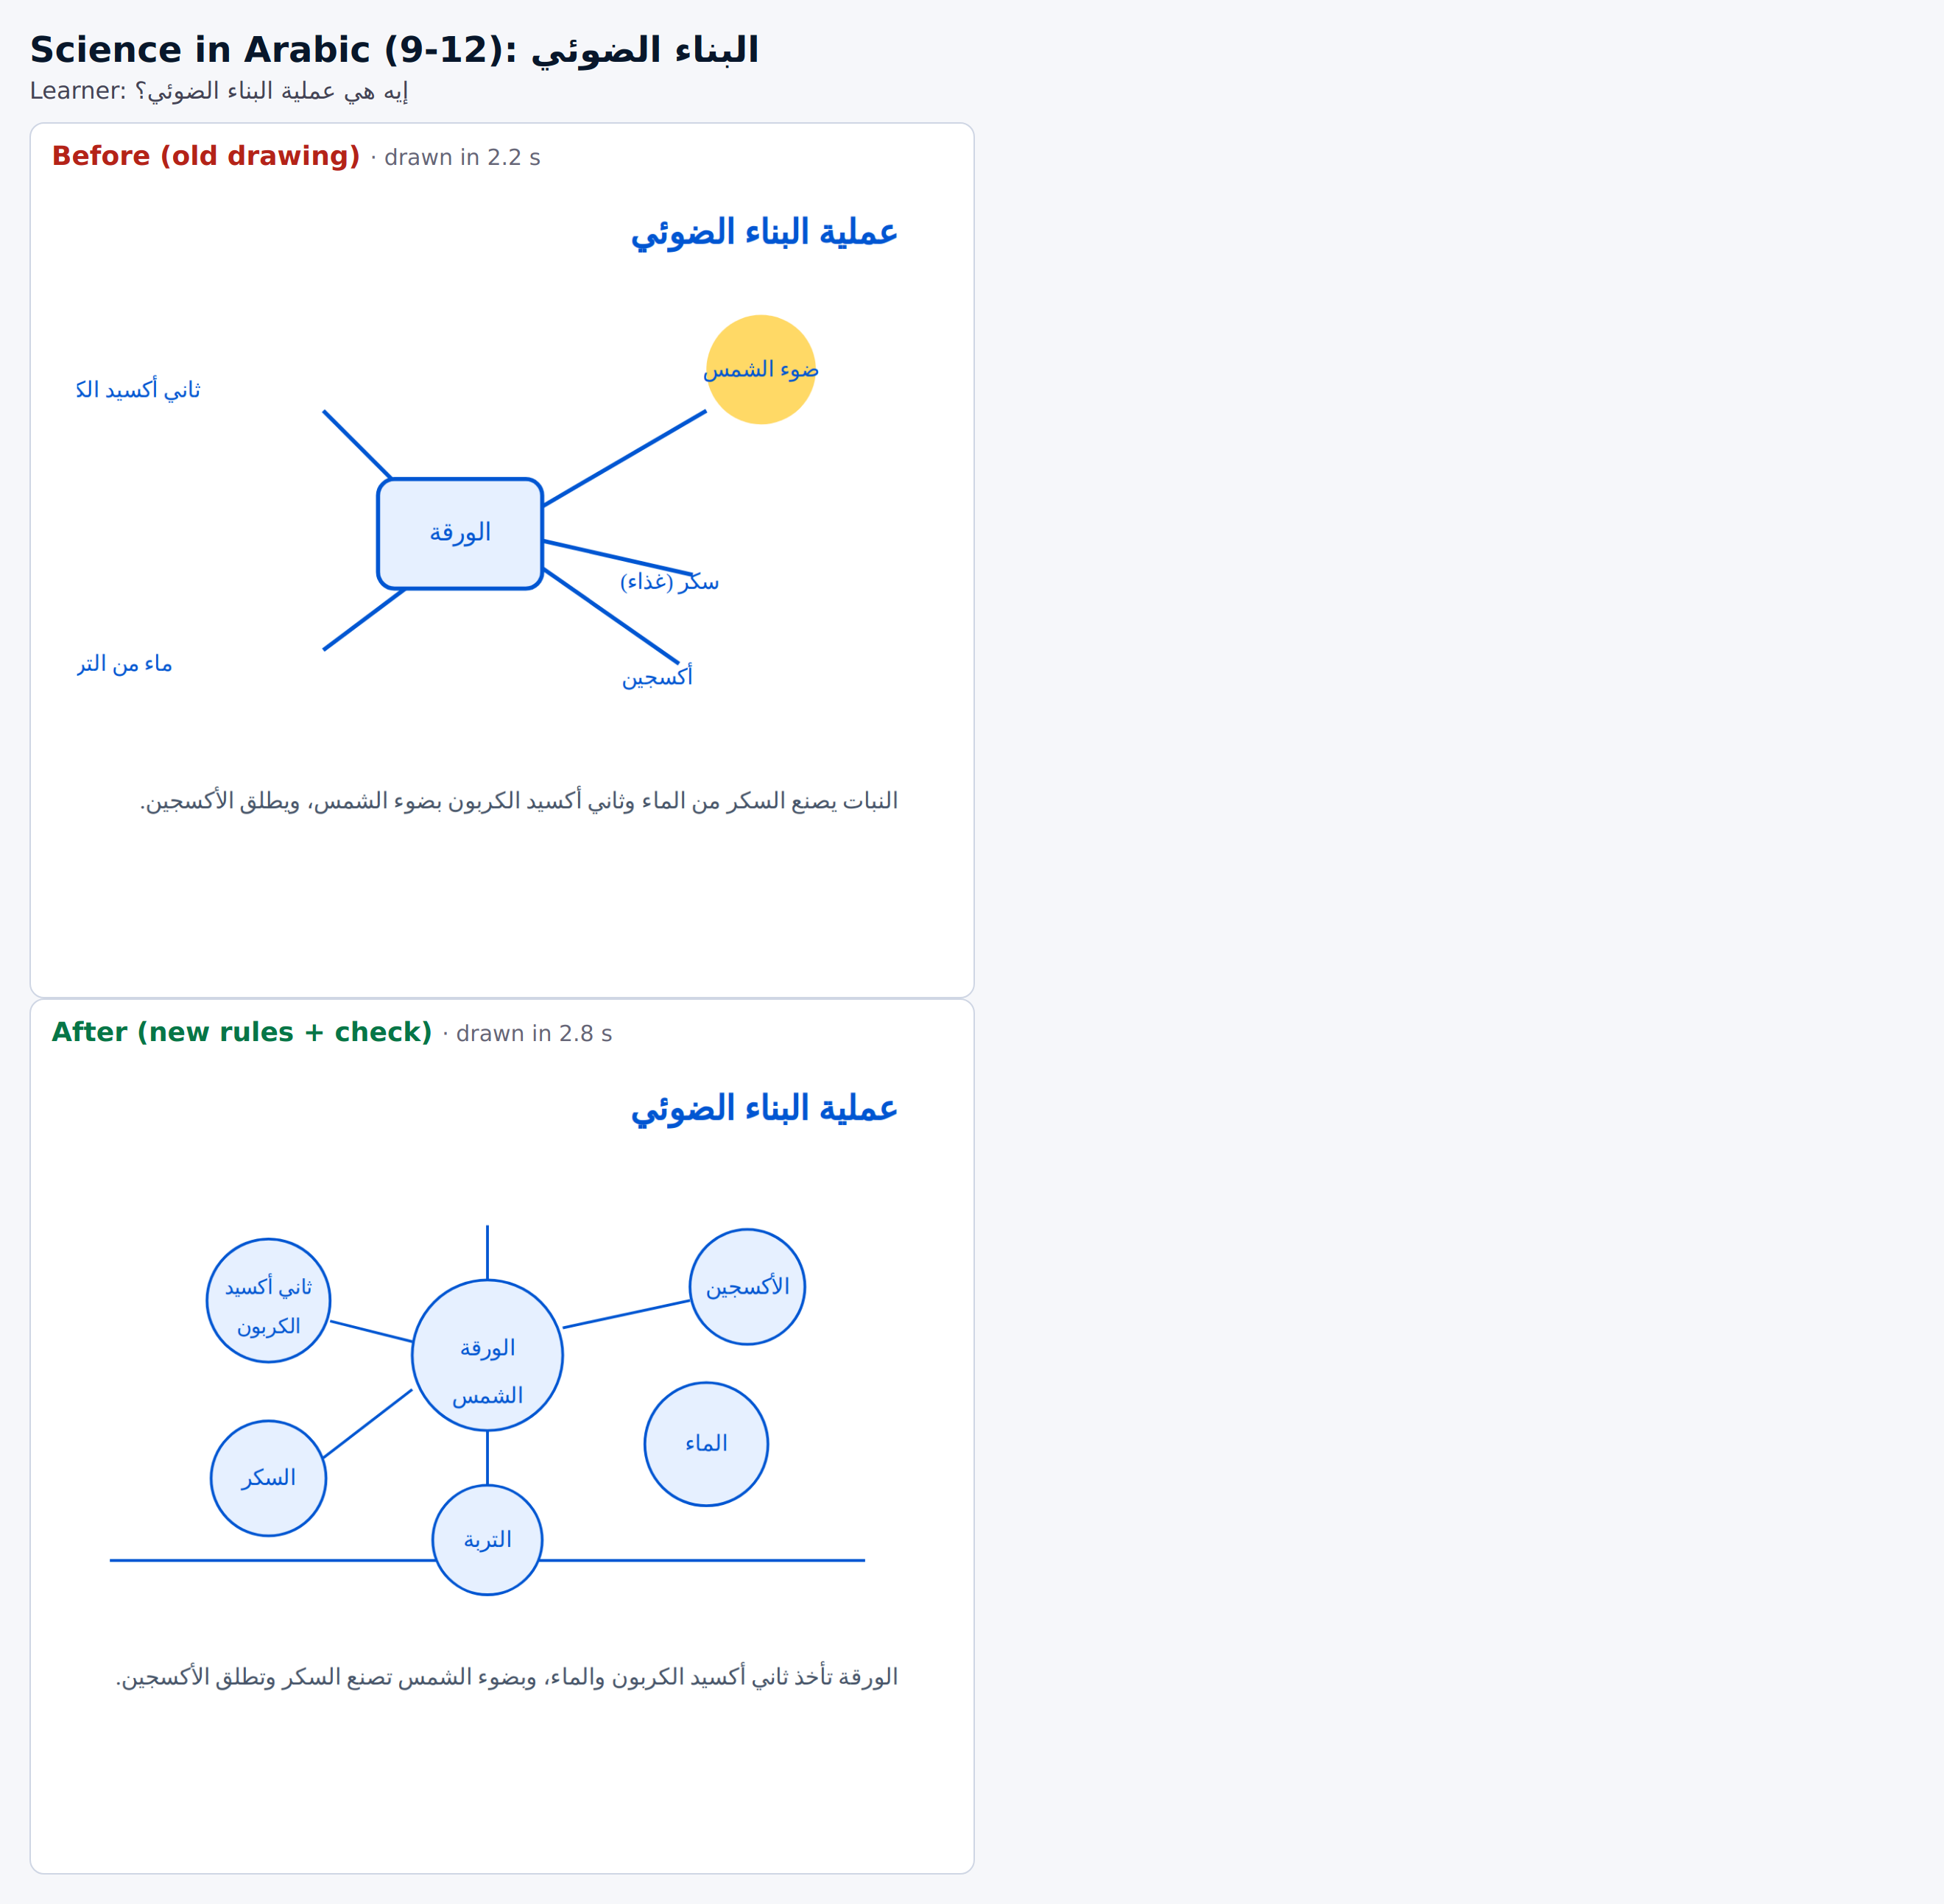 Science in Arabic (9-12): البناء الضوئي
Learner: إيه هي عملية البناء الضوئي؟
Before (old drawing) · drawn in 2.2 s
عملية البناء الضوئي
ضوء الشمس
ثاني أكسيد الك
الورقة
سكر (غذاء)
ماء من التر
أكسجين
النبات يصنع السكر من الماء وثاني أكسيد الكربون بضوء الشمس، ويطلق الأكسجين.
After (new rules + check) · drawn in 2.8 s
عملية البناء الضوئي
الأكسجين
ثاني أكسيد
الكربون
الورقة
الشمس
الماء
السكر
التربة
الورقة تأخذ ثاني أكسيد الكربون والماء، وبضوء الشمس تصنع السكر وتطلق الأكسجين.